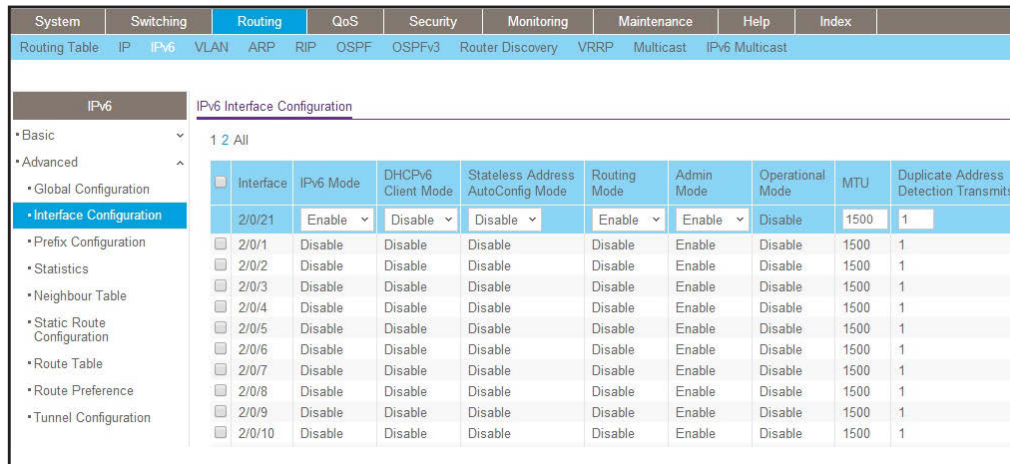 System Switching Routing QoS Security Monitoring Maintenance Help Index
Routing Table IP IPv6 VLAN ARP RIP OSPF OSPFv3 Router Discovery VRRP Multicast IPv6 Multicast
IPv6
Basic
Advanced
Global Configuration
Interface Configuration
Prefix Configuration
Statistics
Neighbour Table
Static Route
Configuration
Route Table
Route Preference
Tunnel Configuration
IPv6 Interface Configuration
1 2 All
Interface IPv6 Mode DHCPv6 Client Mode Stateless Address AutoConfig Mode Routing Mode Admin Mode Operational Mode MTU Duplicate Address Detection Transmits
2/0/21 Enable Disable Disable Enable Enable Disable 1500 1
2/0/1 Disable Disable Disable Disable Enable Disable 1500 1
2/0/2 Disable Disable Disable Disable Enable Disable 1500 1
2/0/3 Disable Disable Disable Disable Enable Disable 1500 1
2/0/4 Disable Disable Disable Disable Enable Disable 1500 1
2/0/5 Disable Disable Disable Disable Enable Disable 1500 1
2/0/6 Disable Disable Disable Disable Enable Disable 1500 1
2/0/7 Disable Disable Disable Disable Enable Disable 1500 1
2/0/8 Disable Disable Disable Disable Enable Disable 1500 1
2/0/9 Disable Disable Disable Disable Enable Disable 1500 1
2/0/10 Disable Disable Disable Disable Enable Disable 1500 1